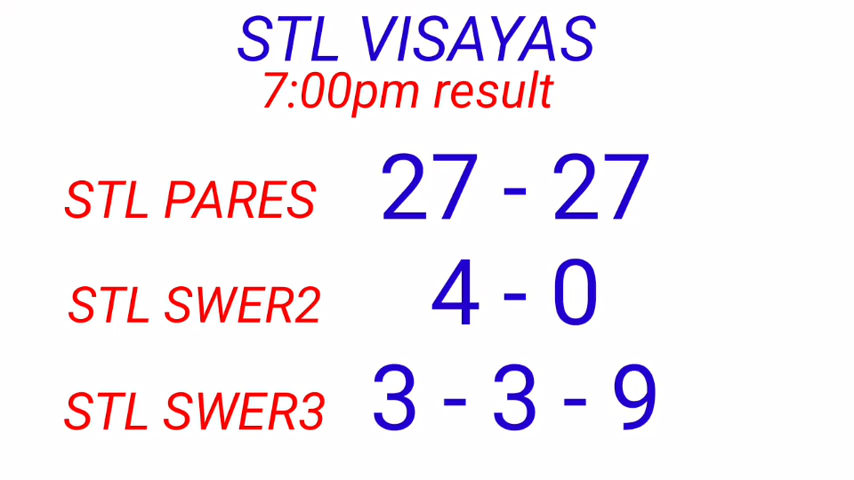 STL VISAYAS
7:00pm result
STL PARES 27 - 27
STL SWER2 4 - 0
STL SWER3 3 - 3 - 9